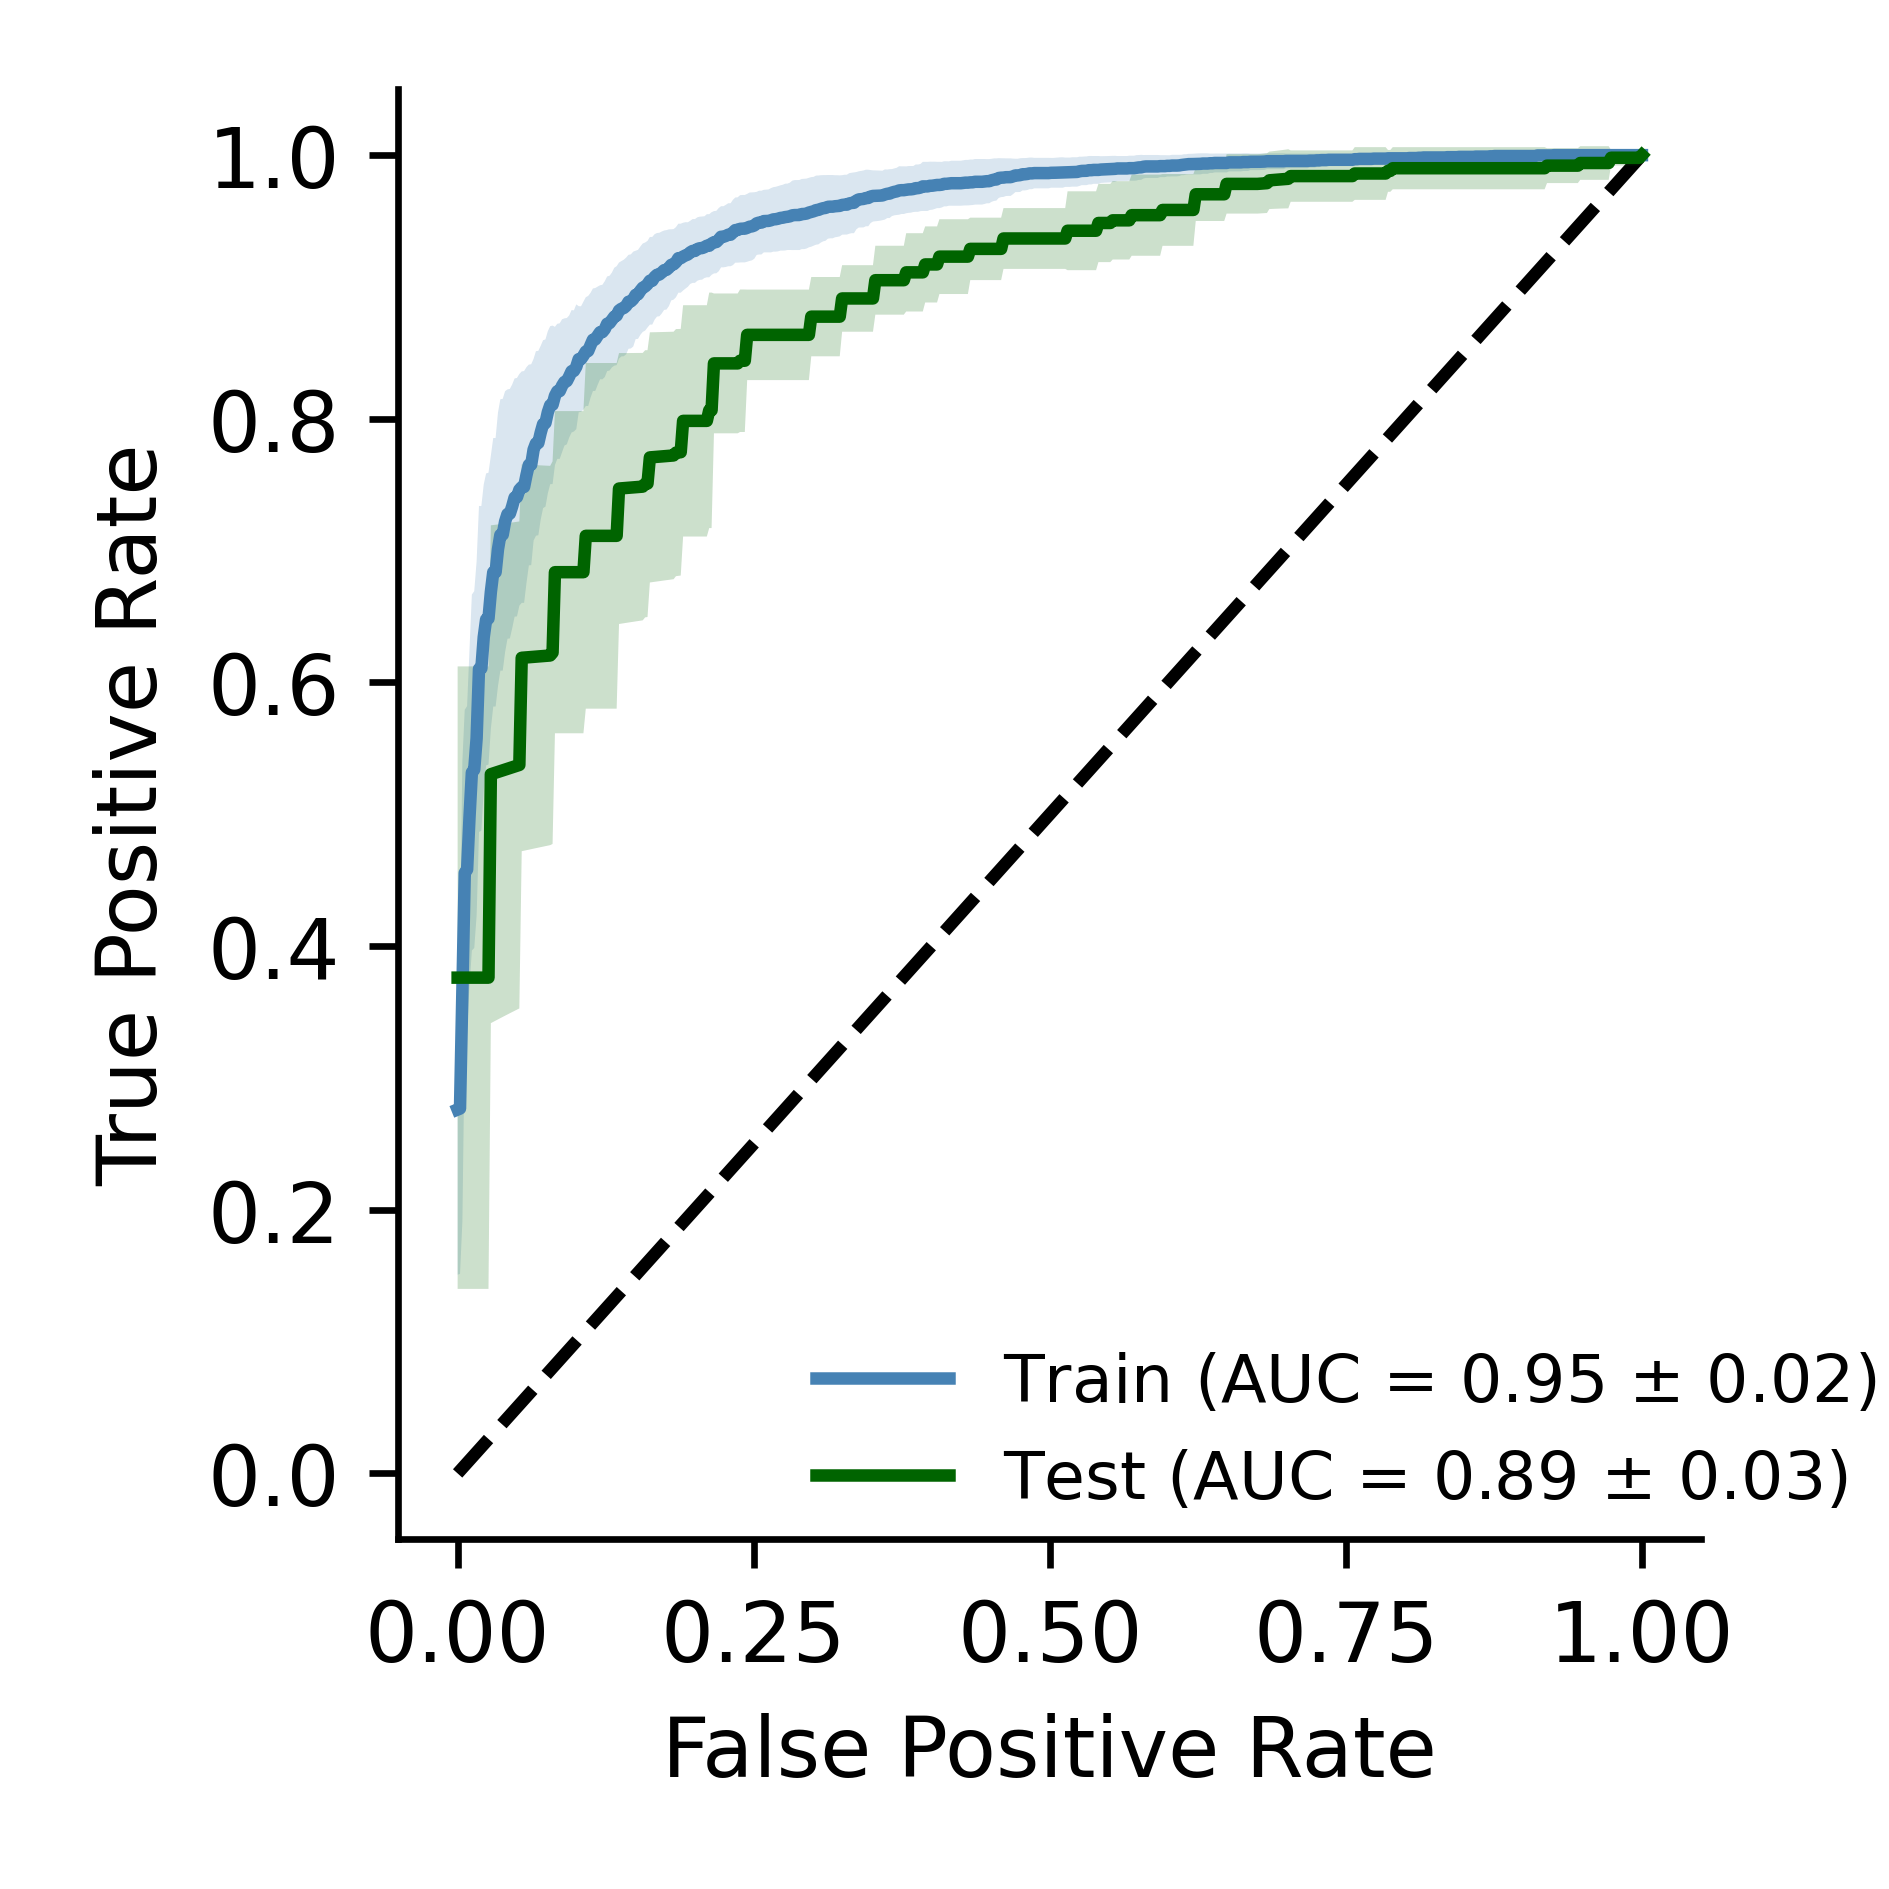 True Positive Rate
1.0
0.8
0.6
0.4
0.2
0.0
Train (AUC = 0.95 ± 0.02)
Test (AUC = 0.89 ± 0.03)
0.00 0.25 0.50 0.75 1.00
False Positive Rate